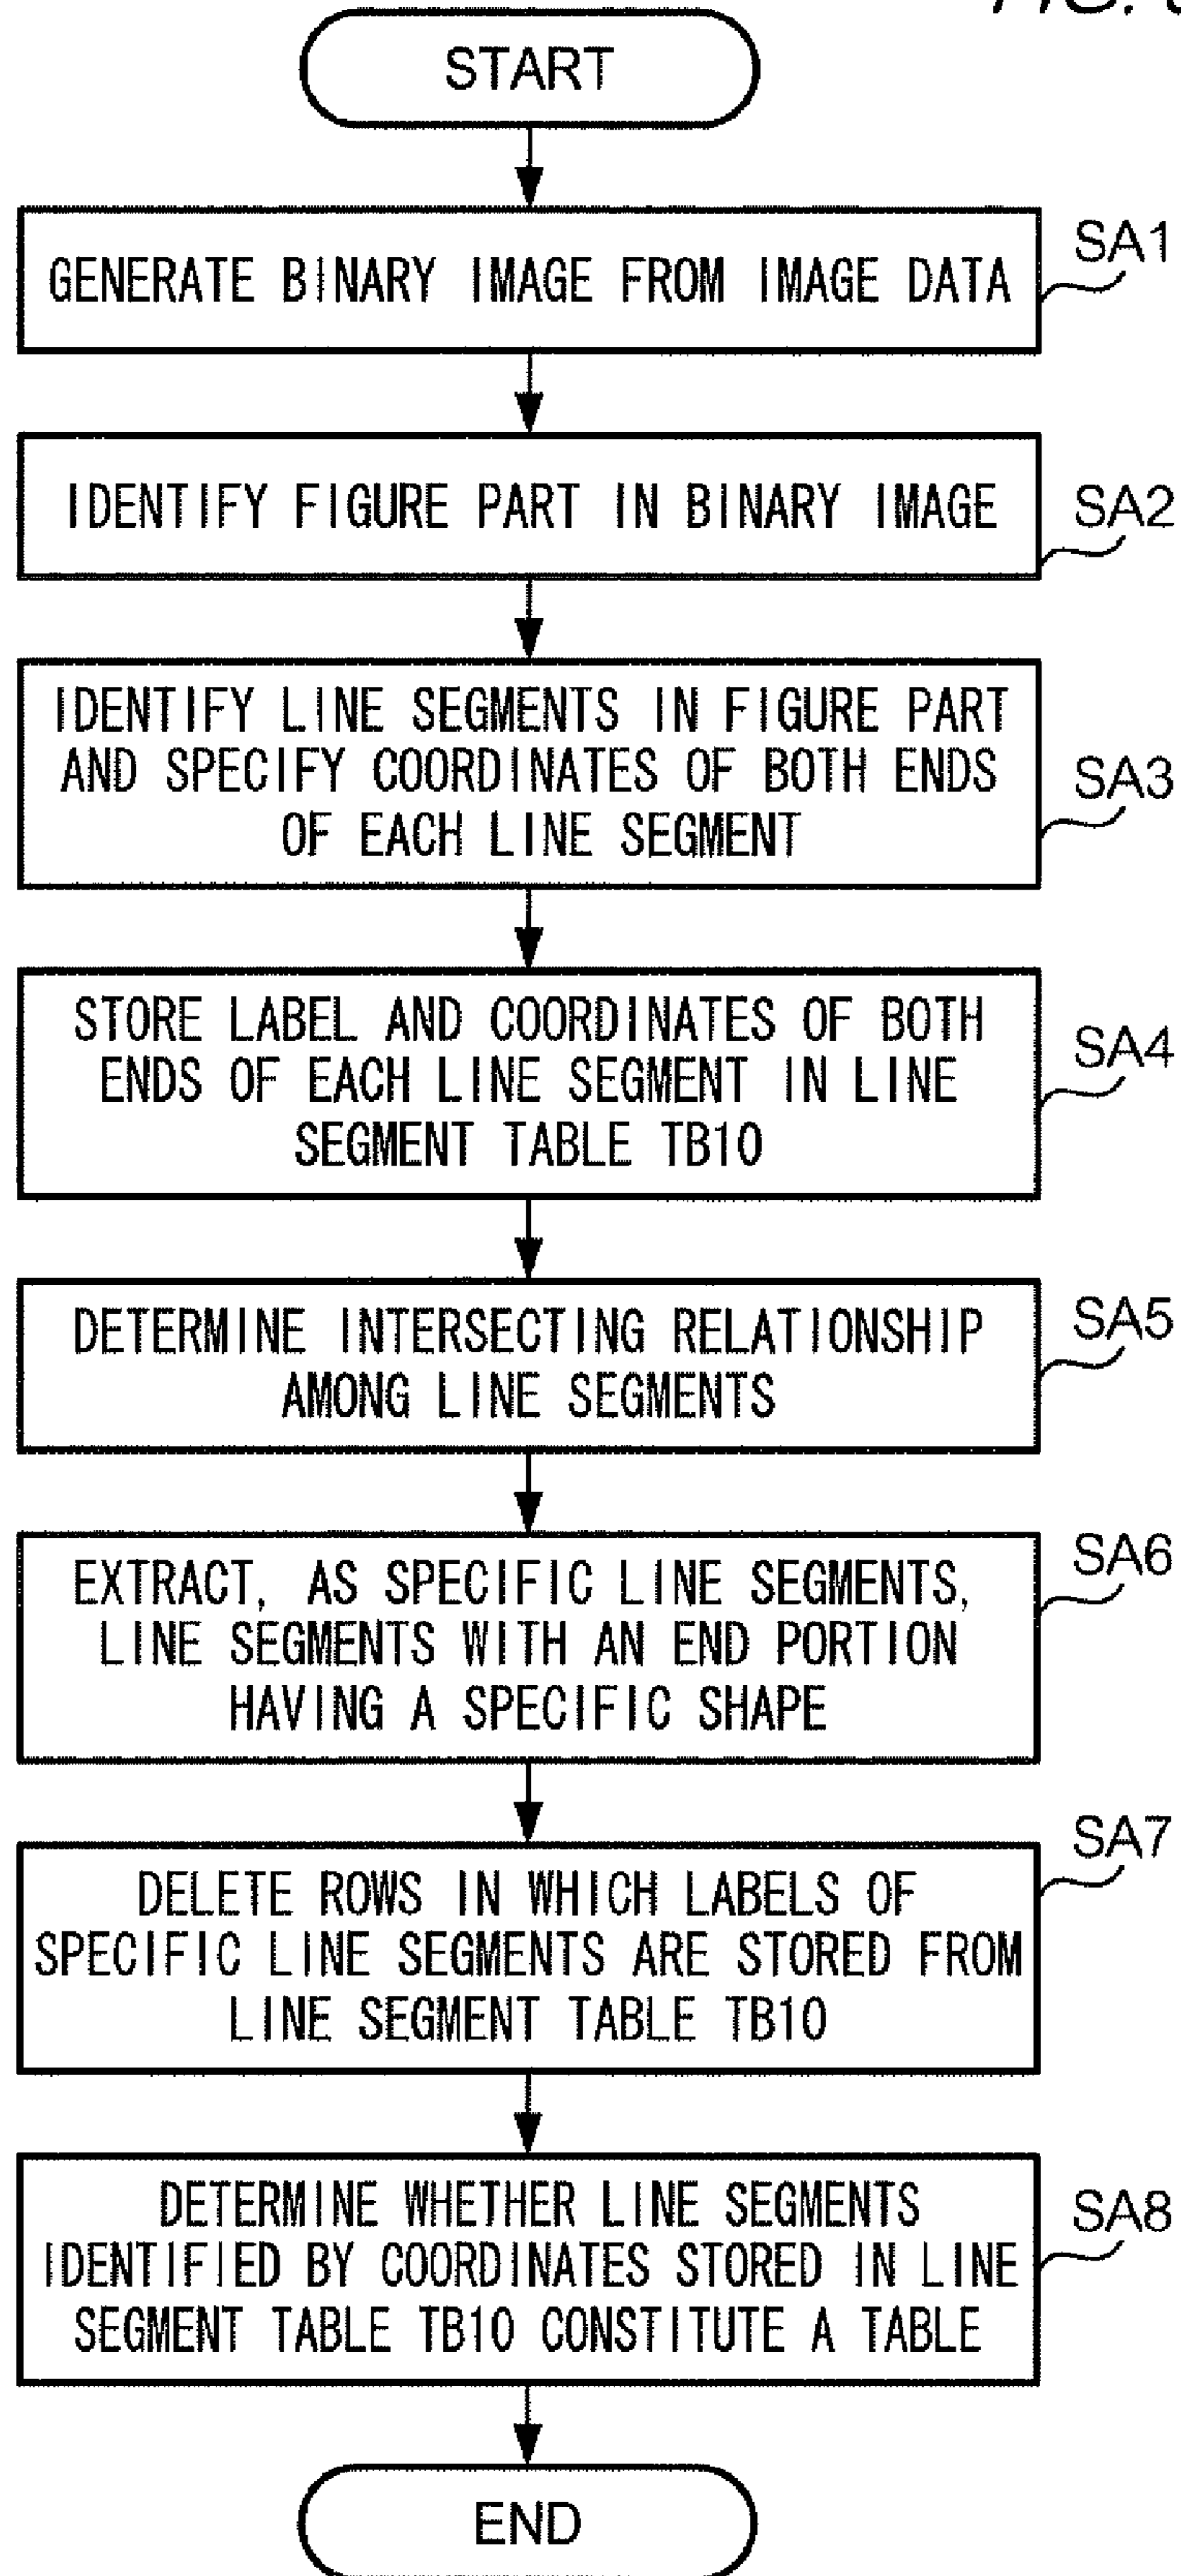 FIG.
START
GENERATE BINARY IMAGE FROM IMAGE DATA
SA1
IDENTIFY FIGURE PART IN BINARY IMAGE
SA2
IDENTIFY LINE SEGMENTS IN FIGURE PART
AND SPECIFY COORDINATES OF BOTH ENDS
OF EACH LINE SEGMENT
SA3
STORE LABEL AND COORDINATES OF BOTH
ENDS OF EACH LINE SEGMENT IN LINE
SEGMENT TABLE TB10
SA4
DETERMINE INTERSECTING RELATIONSHIP
AMONG LINE SEGMENTS
SA5
EXTRACT, AS SPECIFIC LINE SEGMENTS,
LINE SEGMENTS WITH AN END PORTION
HAVING A SPECIFIC SHAPE
SA6
DELETE ROWS IN WHICH LABELS OF
SPECIFIC LINE SEGMENTS ARE STORED FROM
LINE SEGMENT TABLE TB10
SA7
DETERMINE WHETHER LINE SEGMENTS
IDENTIFIED BY COORDINATES STORED IN LINE
SEGMENT TABLE TB10 CONSTITUTE A TABLE
SA8
END